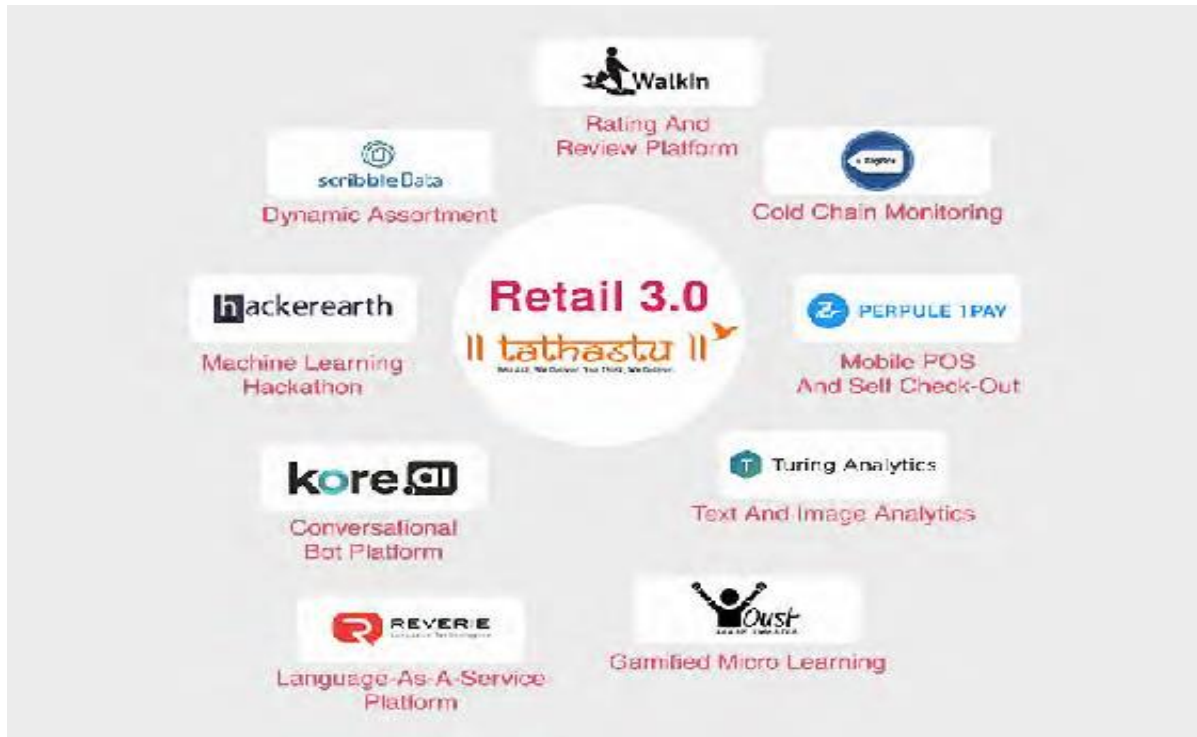 WalkIn
Rating And
Review Platform
scribbleData
Dynamic Assortment
Cold Chain Monitoring
hackerearth
Machine Learning
Hackathon
Retail 3.0
|| tathastu ||
PERPULE 1PAY
Mobile POS
And Self Check-Out
kore.ai
Conversational
Bot Platform
Turing Analytics
Text And Image Analytics
REVERIE
Language-As-A-Service
Platform
Oust
Gamified Micro Learning